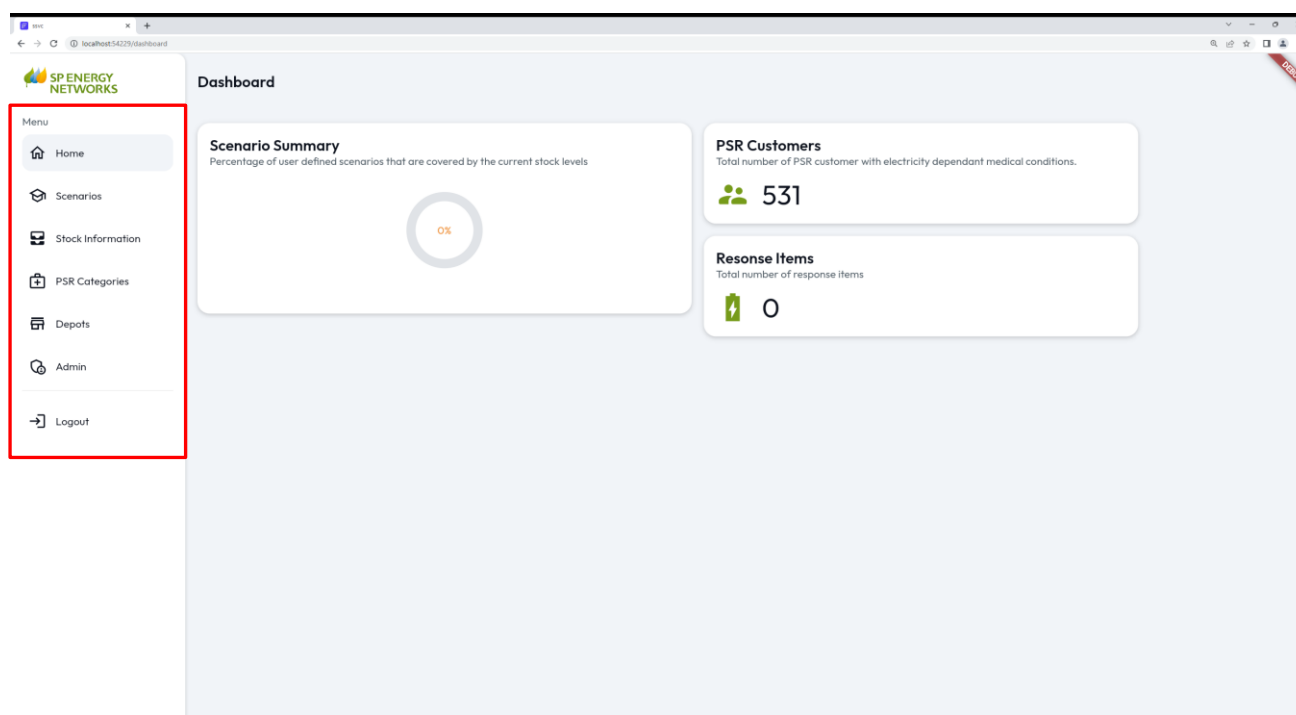 localhost:54229/dashboard
SP ENERGY
NETWORKS
Menu
Home
Scenarios
Stock Information
PSR Categories
Depots
Admin
Logout
Dashboard
Scenario Summary
Percentage of user defined scenarios that are covered by the current stock levels
0%
PSR Customers
Total number of PSR customer with electricity dependant medical conditions.
531
Resonse Items
Total number of response items
0